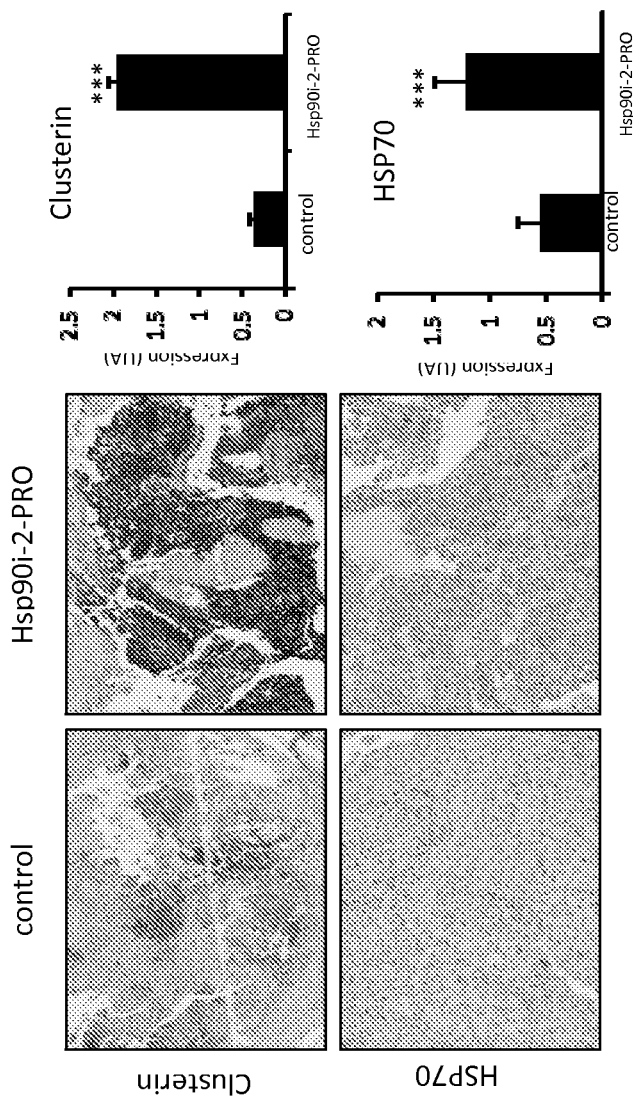 control
Hsp90i-2-PRO
Clusterin
HSP70
Clusterin
Expression (UA)
2.5
2
1.5
1
0.5
0
***
control
Hsp90i-2-PRO
HSP70
Expression (UA)
2
1.5
1
0.5
0
***
control
Hsp90i-2-PRO